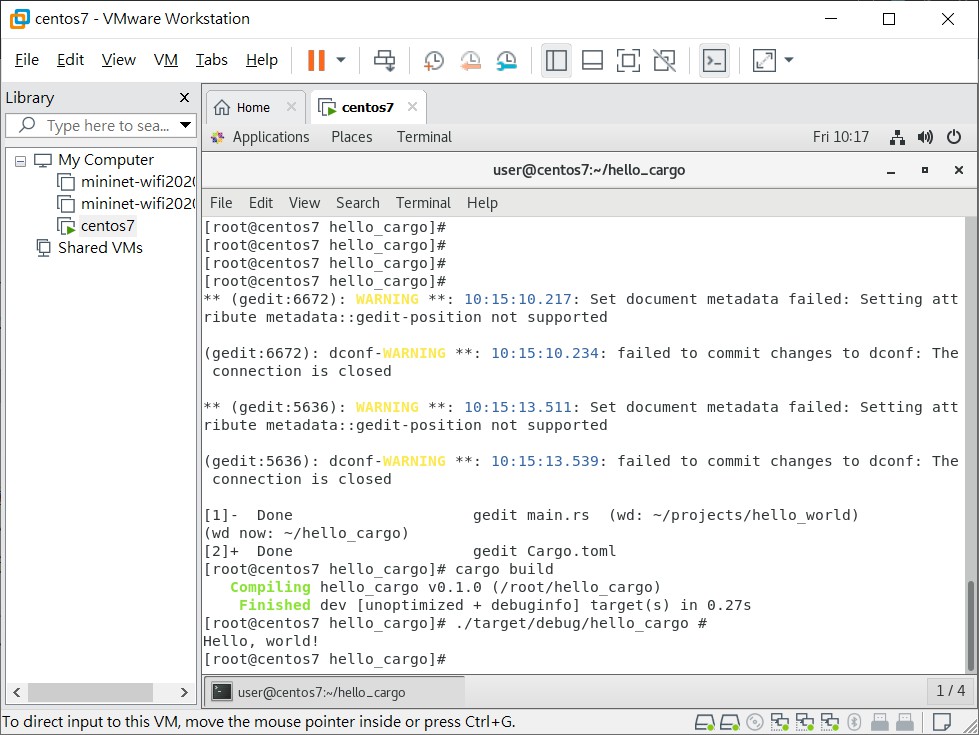 centos7 - VMware Workstation
File Edit View VM Tabs Help
Library
Type here to sea...
My Computer
mininet-wifi202
mininet-wifi202
centos7
Shared VMs
Home
centos7
Applications Places Terminal Fri 10:17
user@centos7:~/hello_cargo
File Edit View Search Terminal Help
[root@centos7 hello_cargo]#
[root@centos7 hello_cargo]#
[root@centos7 hello_cargo]#
[root@centos7 hello_cargo]#
** (gedit:6672): WARNING **: 10:15:10.217: Set document metadata failed: Setting att
ribute metadata::gedit-position not supported
(gedit:6672): dconf-WARNING **: 10:15:10.234: failed to commit changes to dconf: The
connection is closed
** (gedit:5636): WARNING **: 10:15:13.511: Set document metadata failed: Setting att
ribute metadata::gedit-position not supported
(gedit:5636): dconf-WARNING **: 10:15:13.539: failed to commit changes to dconf: The
connection is closed
[1]-  Done                    gedit main.rs  (wd: ~/projects/hello_world)
(wd now: ~/hello_cargo)
[2]+  Done                    gedit Cargo.toml
[root@centos7 hello_cargo]# cargo build
Compiling hello_cargo v0.1.0 (/root/hello_cargo)
Finished dev [unoptimized + debuginfo] target(s) in 0.27s
[root@centos7 hello_cargo]# ./target/debug/hello_cargo #
Hello, world!
[root@centos7 hello_cargo]#
user@centos7:~/hello_cargo
1 / 4
To direct input to this VM, move the mouse pointer inside or press Ctrl+G.